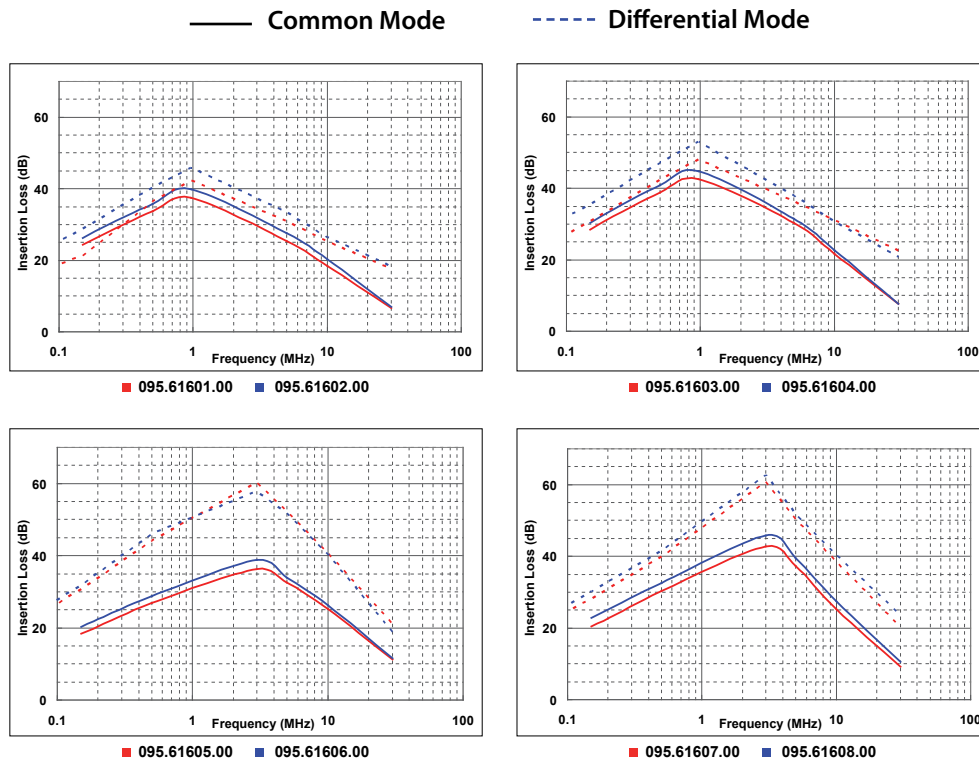 Common Mode Differential Mode
Insertion Loss (dB)
60
40
20
0
0.1 1 10 100
Frequency (MHz)
095.61601.00 095.61602.00
Insertion Loss (dB)
60
40
20
0
0.1 1 10 100
Frequency (MHz)
095.61603.00 095.61604.00
Insertion Loss (dB)
60
40
20
0
0.1 1 10 100
Frequency (MHz)
095.61605.00 095.61606.00
Insertion Loss (dB)
60
40
20
0
0.1 1 10 100
Frequency (MHz)
095.61607.00 095.61608.00